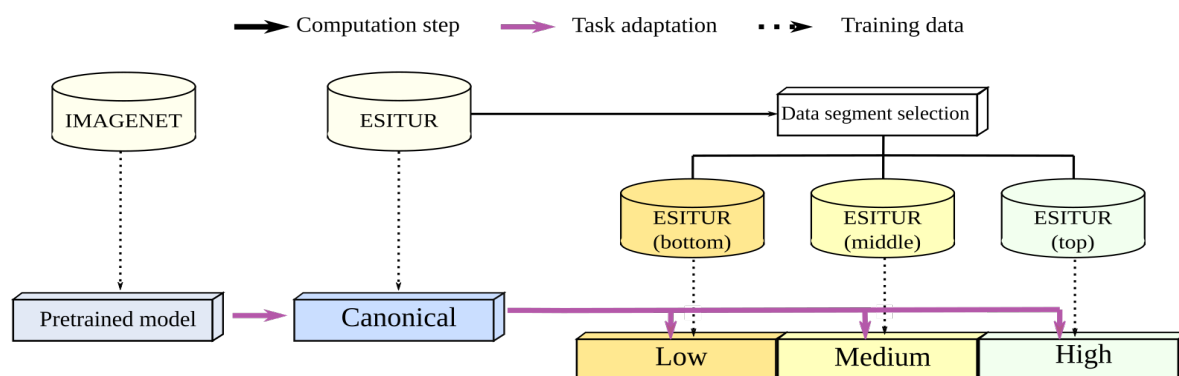 Computation step
Task adaptation
Training data
IMAGENET
ESITUR
Data segment selection
ESITUR
(bottom)
ESITUR
(middle)
ESITUR
(top)
Pretrained model
Canonical
Low
Medium
High